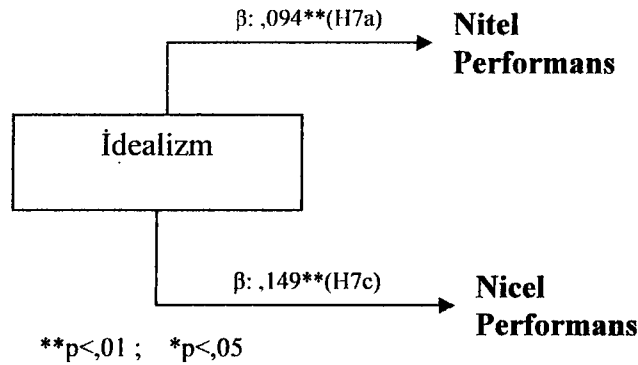 β: ,094**(H7a)
Nitel
Performans
İdealizm
β: ,149**(H7c)
Nicel
Performans
**p<,01 ; *p<,05